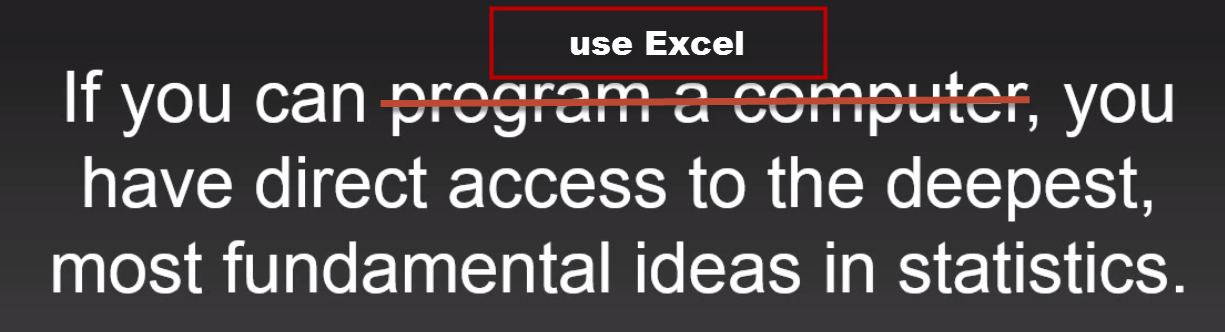 use Excel
If you can program a computer, you
have direct access to the deepest,
most fundamental ideas in statistics.